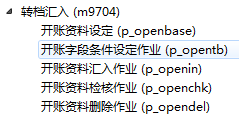 转档汇入 (m9704)
开账资料设定 (p_openbase)
开账字段条件设定作业 (p_opentb)
开账资料汇入作业 (p_openin)
开账资料检核作业 (p_openchk)
开账资料删除作业 (p_opendel)